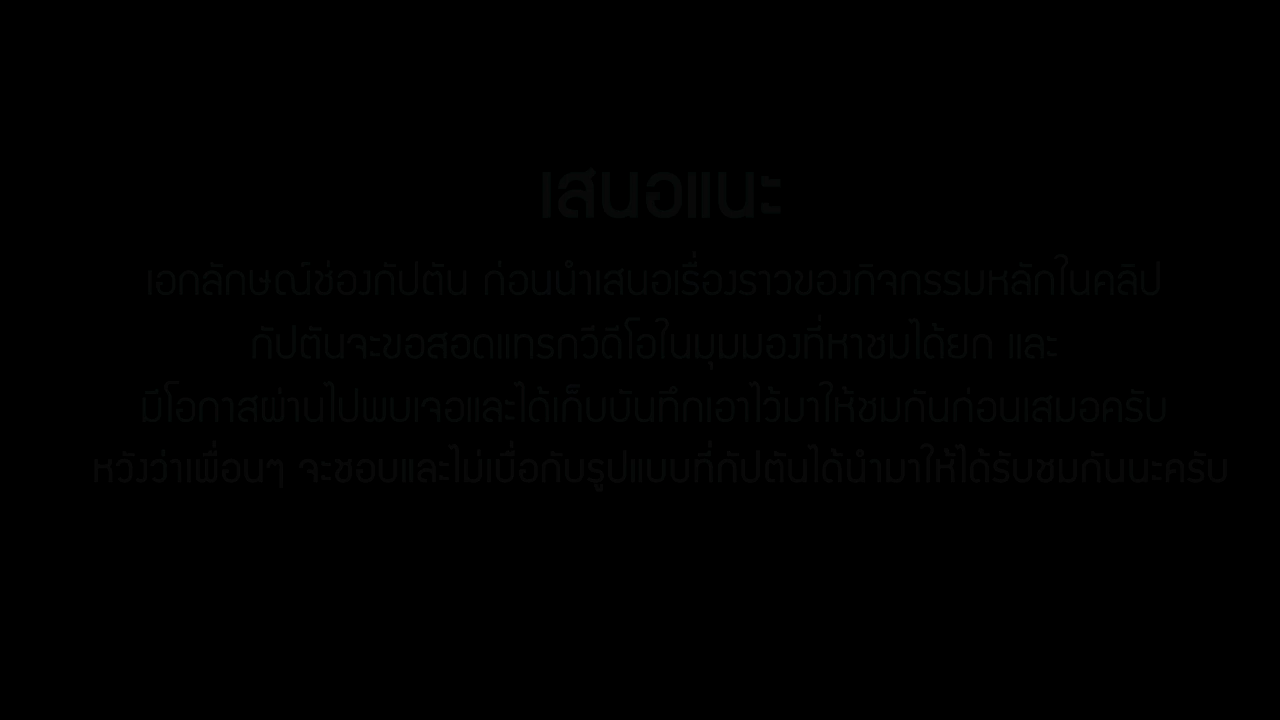 เสนอแนะ
เอกลักษณ์ช่องกัปตัน ก่อนนำเสนอเรื่องราวของกิจกรรมหลักในคลิป
กัปตันจะขอสอดแทรกวีดีโอในมุมมองที่หาชมได้ยาก และ
มีโอกาสผ่านไปพบเจอและได้เก็บบันทึกเอาไว้มาให้ชมกันก่อนเสมอครับ
หวังว่าเพื่อนๆ จะชอบและไม่เบื่อกับรูปแบบที่กัปตันได้นำมาให้ได้รับชมกันนะครับ